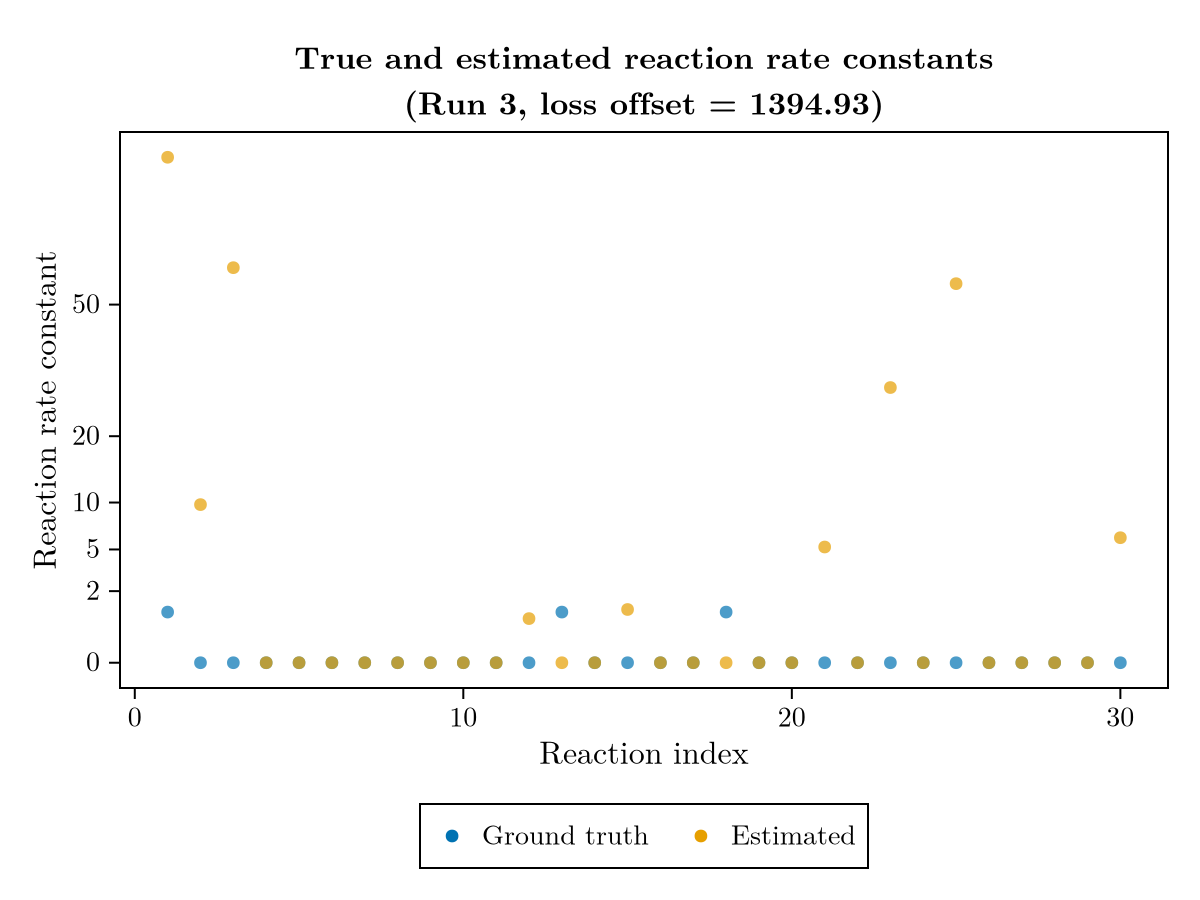 True and estimated reaction rate constants
(Run 3, loss offset = 1394.93)
Reaction rate constant
50
20
10
5
2
0
0 10 20 30
Reaction index
Ground truth Estimated